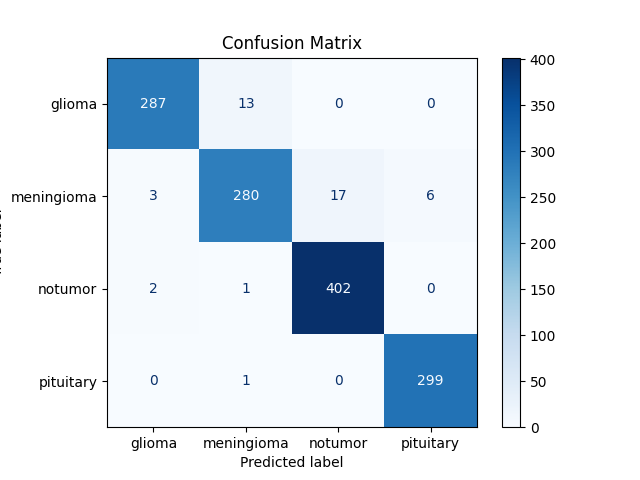 Confusion Matrix
glioma 287 13 0 0
meningioma 3 280 17 6
notumor 2 1 402 0
pituitary 0 1 0 299
glioma meningioma notumor pituitary
Predicted label
400
350
300
250
200
150
100
50
0